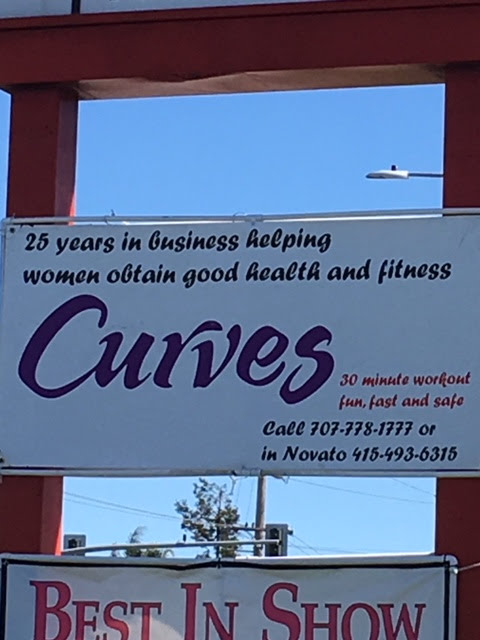 25 years in business helping
women obtain good health and fitness
Curves
30 minute workout
fun, fast and safe
Call 707-778-1777 or
in Novato 415-493-6315
BEST IN SHOW